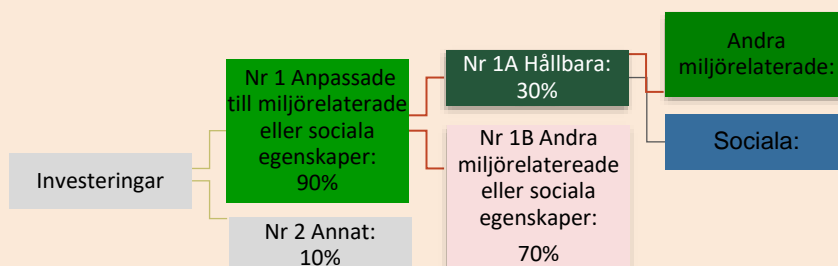 Investeringar
Nr 1 Anpassade
till miljörelaterade
eller sociala
egenskaper:
90%
Nr 2 Annat:
10%
Nr 1A Hållbara:
30%
Nr 1B Andra
miljörelatereade
eller sociala
egenskaper:
70%
Andra
miljörelaterade:
Sociala: